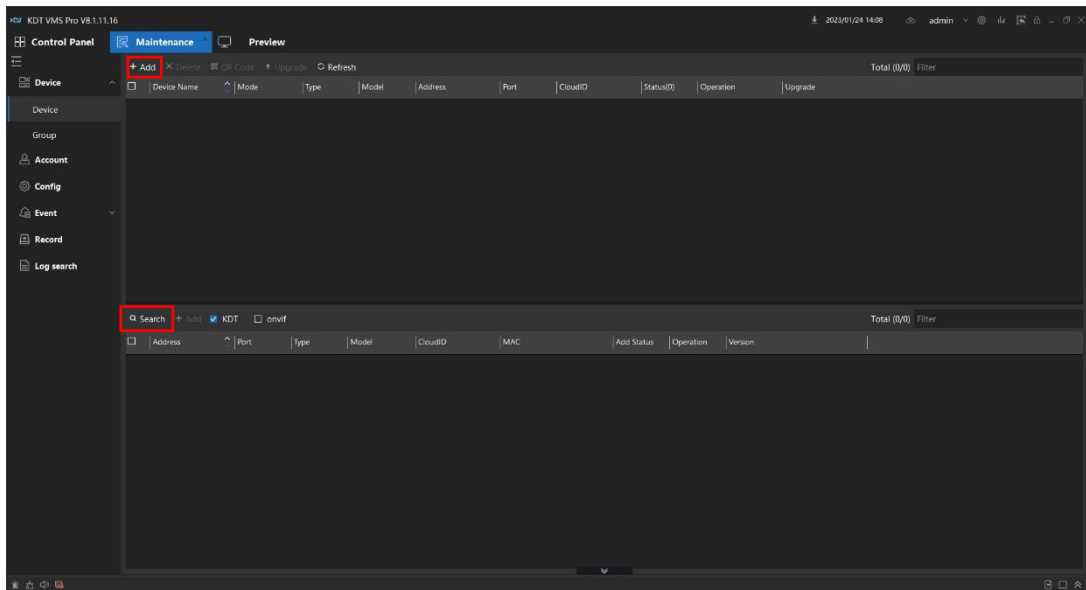 KDT VMS Pro V8.1.11.16
2023/01/24 14:08
admin
Control Panel
Maintenance
Preview
+ Add
Delete
QR Code
Upgrade
Refresh
Total (0/0)
Filter
Device
Device Name
Mode
Type
Model
Address
Port
CloudID
Status(0)
Operation
Upgrade
Device
Group
Account
Config
Event
Record
Log search
Search
+ Add
KDT
onvif
Total (0/0)
Filter
Address
Port
Type
Model
CloudID
MAC
Add Status
Operation
Version